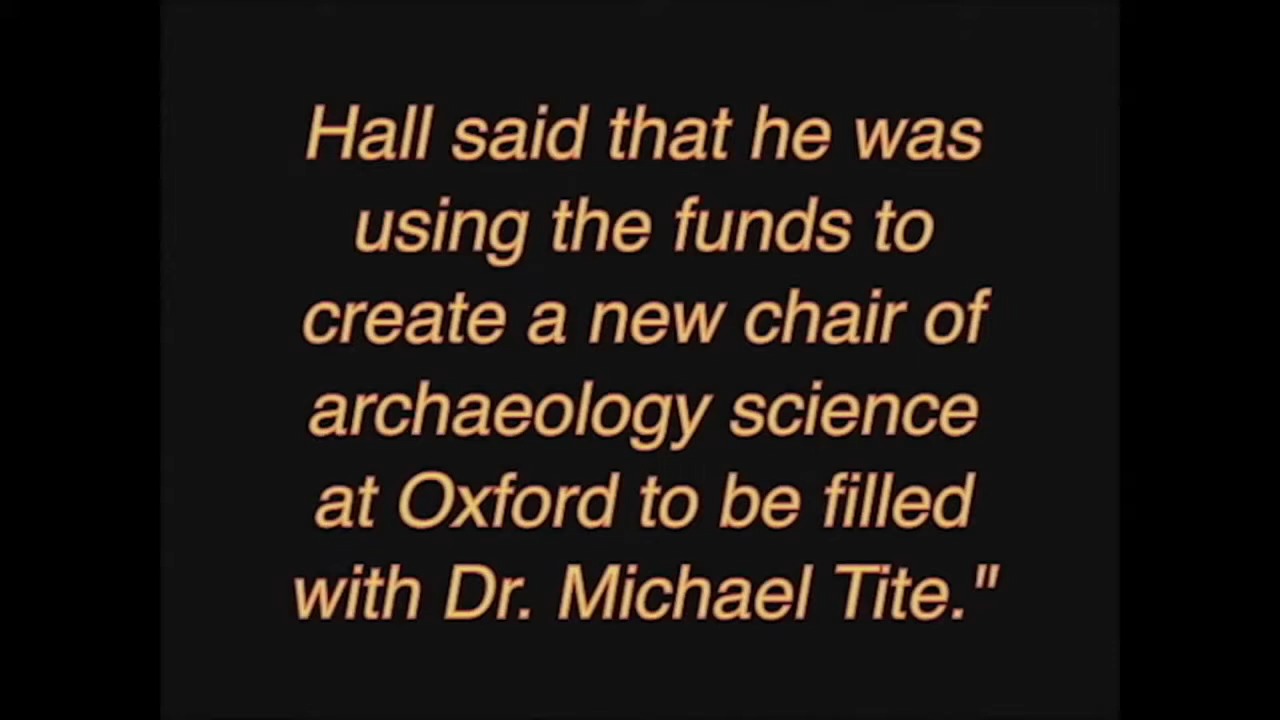 Hall said that he was
using the funds to
create a new chair of
archaeology science
at Oxford to be filled
with Dr. Michael Tite."